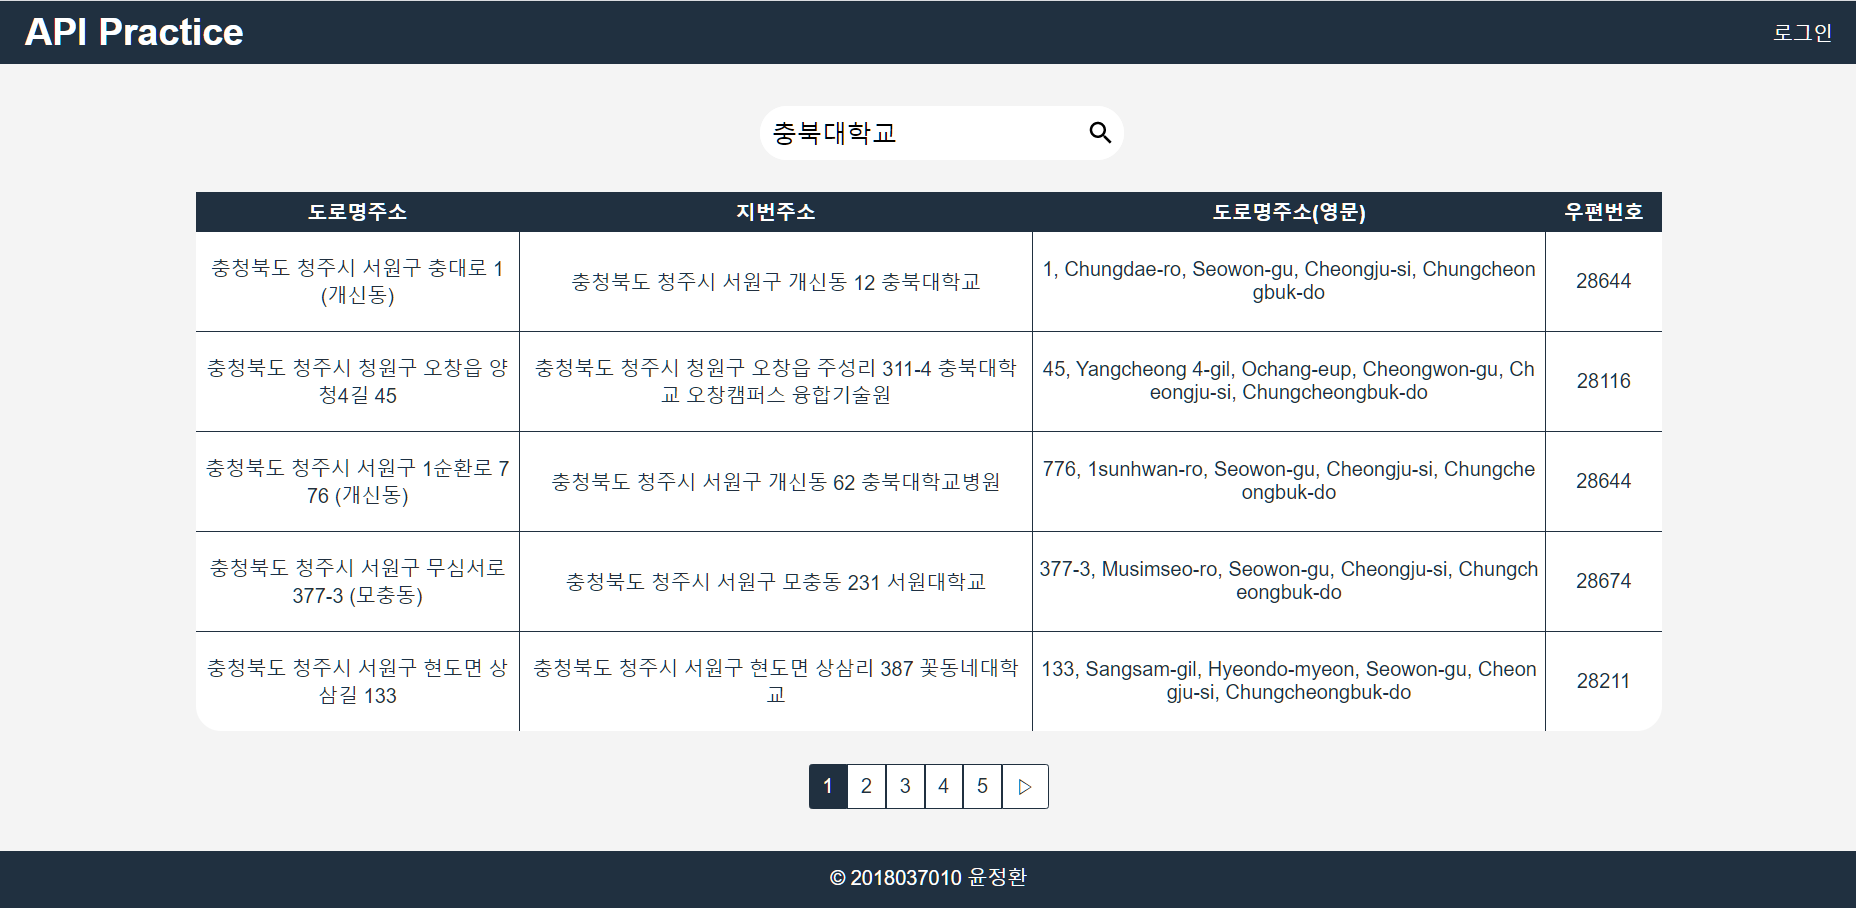 API Practice
로그인
충북대학교
도로명주소 지번주소 도로명주소(영문) 우편번호
충청북도 청주시 서원구 충대로 1
(개신동)
충청북도 청주시 서원구 개신동 12 충북대학교
1, Chungdae-ro, Seowon-gu, Cheongju-si, Chungcheon
gbuk-do
28644
충청북도 청주시 청원구 오창읍 양
청4길 45
충청북도 청주시 청원구 오창읍 주성리 311-4 충북대학
교 오창캠퍼스 융합기술원
45, Yangcheong 4-gil, Ochang-eup, Cheongwon-gu, Ch
eongju-si, Chungcheongbuk-do
28116
충청북도 청주시 서원구 1순환로 7
76 (개신동)
충청북도 청주시 서원구 개신동 62 충북대학교병원
776, 1sunhwan-ro, Seowon-gu, Cheongju-si, Chungche
ongbuk-do
28644
충청북도 청주시 서원구 무심서로
377-3 (모충동)
충청북도 청주시 서원구 모충동 231 서원대학교
377-3, Musimseo-ro, Seowon-gu, Cheongju-si, Chungch
eongbuk-do
28674
충청북도 청주시 서원구 현도면 상
삼길 133
충청북도 청주시 서원구 현도면 상삼리 387 꽃동네대학
교
133, Sangsam-gil, Hyeondo-myeon, Seowon-gu, Cheon
gju-si, Chungcheongbuk-do
28211
1 2 3 4 5 ▷
© 2018037010 윤정환